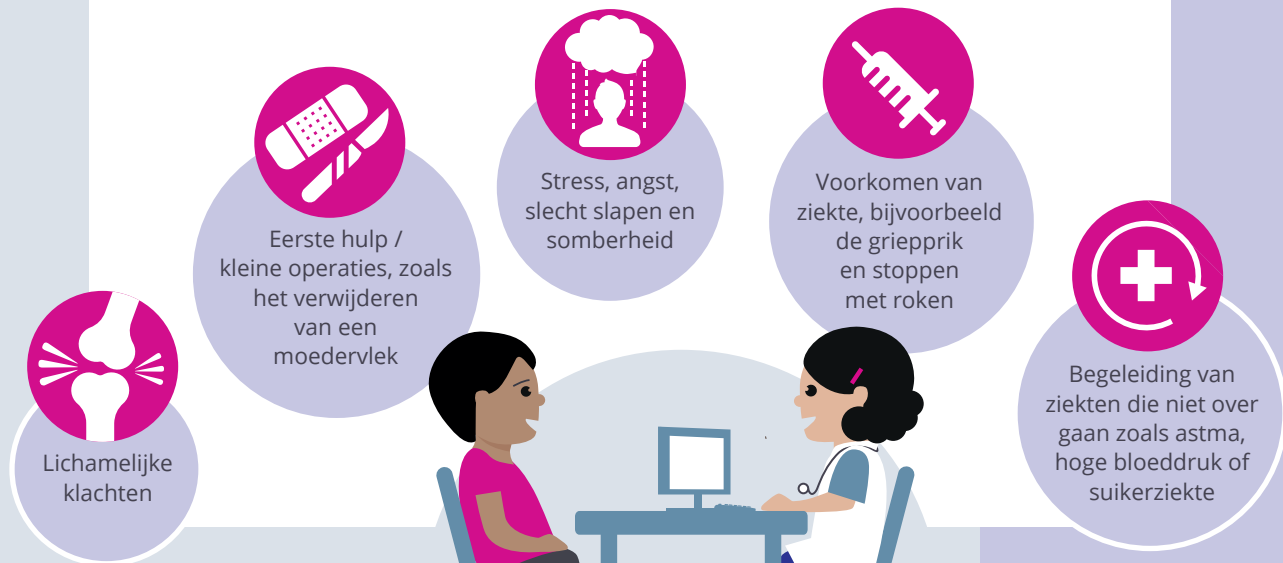 Lichamelijke
klachten
Eerste hulp /
kleine operaties, zoals
het verwijderen
van een
moedervlek
Stress, angst,
slecht slapen en
somberheid
Voorkomen van
ziekte, bijvoorbeeld
de griepprik
en stoppen
met roken
Begeleiding van
ziekten die niet over
gaan zoals astma,
hoge bloeddruk of
suikerziekte